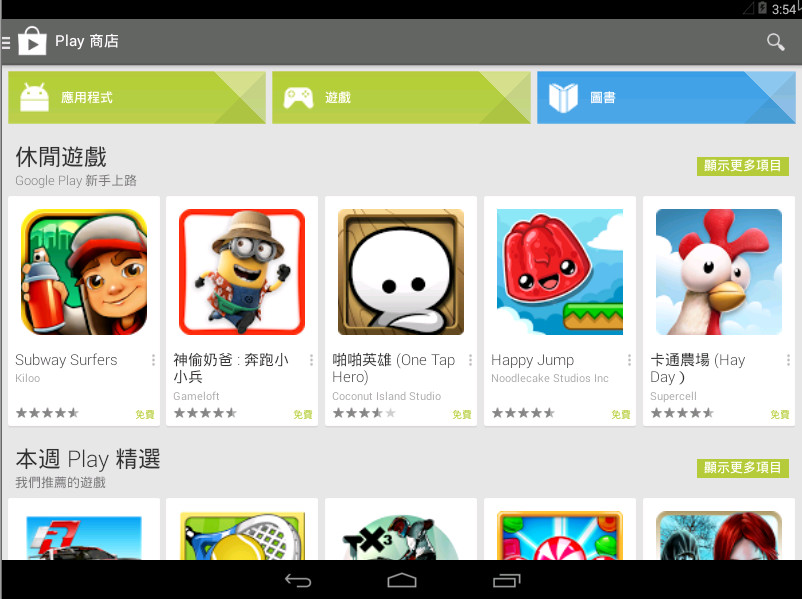 3:54
Play 商店
應用程式
遊戲
圖書
休閒遊戲
Google Play 新手上路
顯示更多項目
Subway Surfers
Kiloo
免費
神偷奶爸 : 奔跑小
小兵
Gameloft
免費
啪啪英雄 (One Tap
Hero)
Coconut Island Studio
免費
Happy Jump
Noodlecake Studios Inc
免費
卡通農場 (Hay
Day )
Supercell
免費
本週 Play 精選
我們推薦的遊戲
顯示更多項目
TX3